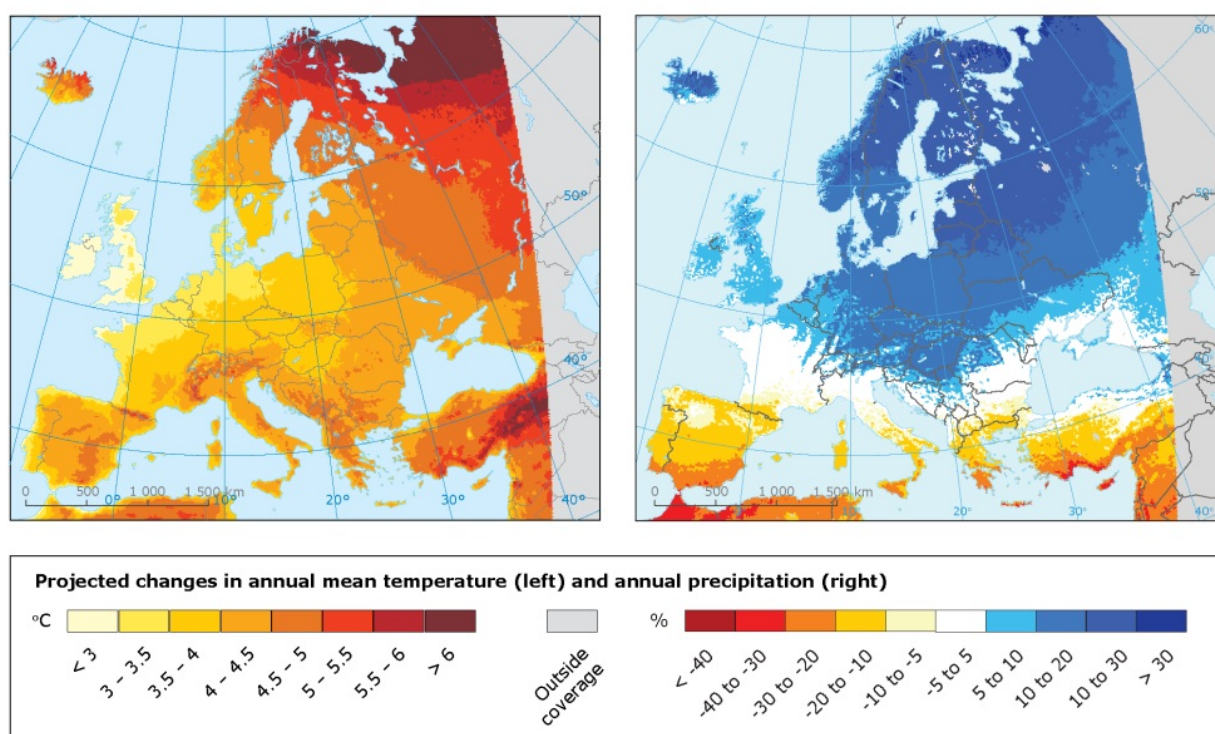 60°
50°
50°
40°
40°
0 500 1 000 1 500 km
0° 10° 20° 30° 40°
0 500 1 000 1 500 km
10° 20° 30° 40°
Projected changes in annual mean temperature (left) and annual precipitation (right)
°C
< 3
3 – 3.5
3.5 – 4
4 – 4.5
4.5 – 5
5 – 5.5
5.5 – 6
> 6
Outside
coverage
%
< -40
-40 to -30
-30 to -20
-20 to -10
-10 to -5
-5 to 5
5 to 10
10 to 20
10 to 30
> 30